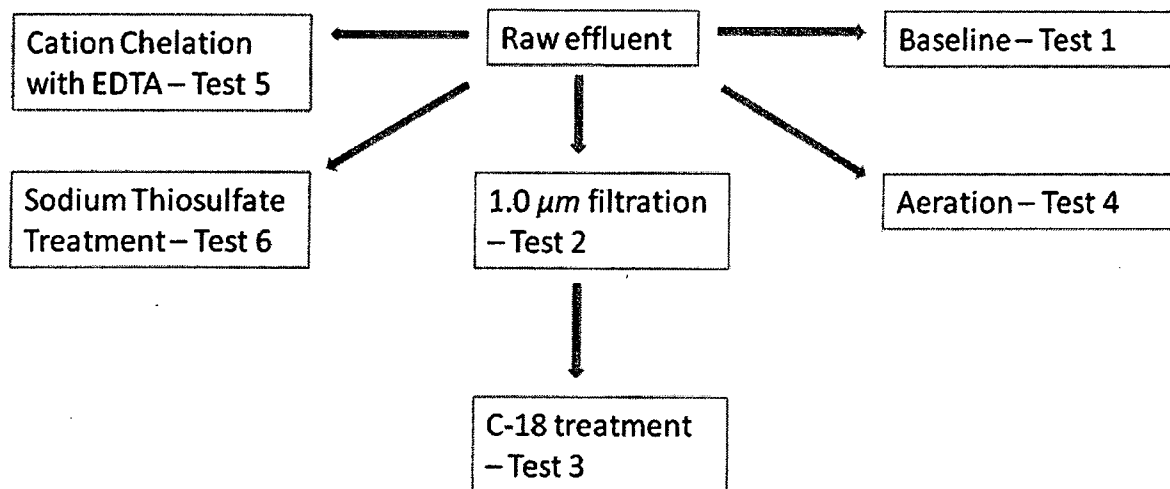 Cation Chelation
with EDTA – Test 5
Raw effluent
Baseline – Test 1
Sodium Thiosulfate
Treatment – Test 6
1.0 µm filtration
– Test 2
Aeration – Test 4
C-18 treatment
– Test 3